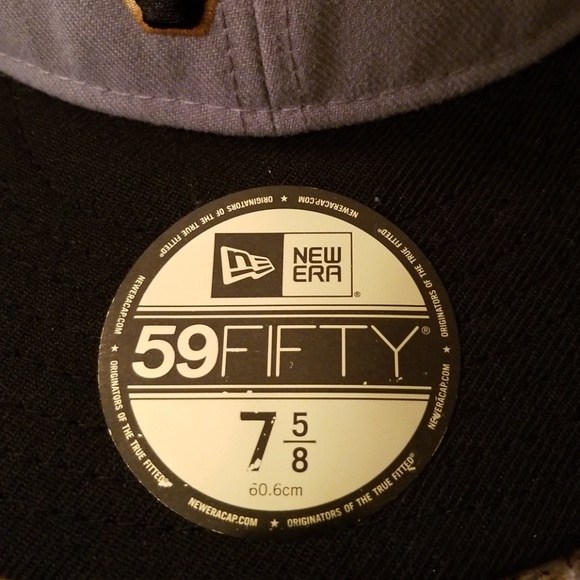 NEW
ERA®
59FIFTY®
7 5/8
60.6cm
NEWERACAP.COM ★ ORIGINATORS OF THE TRUE FITTED® ★ NEWERACAP.COM ★ ORIGINATORS OF THE TRUE FITTED ★ NEWERACAP.COM ★ ORIGINATORS OF THE TRUE FITTED® ★ NEWERACAP.COM ★ ORIGINATORS OF THE TRUE FITTED®